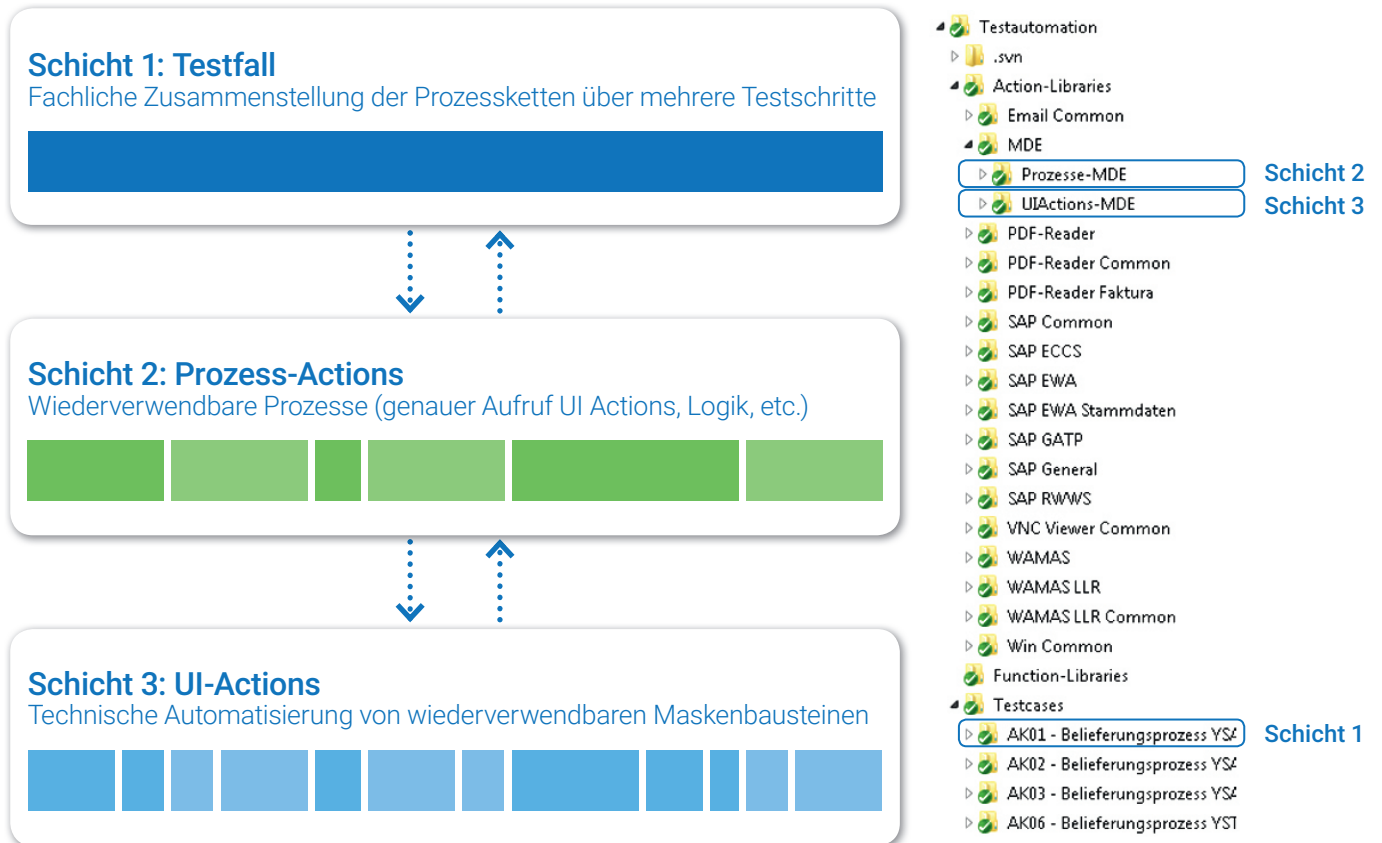 Schicht 1: Testfall
Fachliche Zusammenstellung der Prozessketten über mehrere Testschritte
Schicht 2: Prozess-Actions
Wiederverwendbare Prozesse (genauer Aufruf UI Actions, Logik, etc.)
Schicht 3: UI-Actions
Technische Automatisierung von wiederverwendbaren Maskenbausteinen
Testautomation
.svn
Action-Libraries
Email Common
MDE
Prozesse-MDE Schicht 2
UIActions-MDE Schicht 3
PDF-Reader
PDF-Reader Common
PDF-Reader Faktura
SAP Common
SAP ECCS
SAP EWA
SAP EWA Stammdaten
SAP GATP
SAP General
SAP RWWS
VNC Viewer Common
WAMAS
WAMAS LLR
WAMAS LLR Common
Win Common
Function-Libraries
Testcases
AK01 - Belieferungsprozess YSA Schicht 1
AK02 - Belieferungsprozess YSA
AK03 - Belieferungsprozess YSA
AK06 - Belieferungsprozess YST